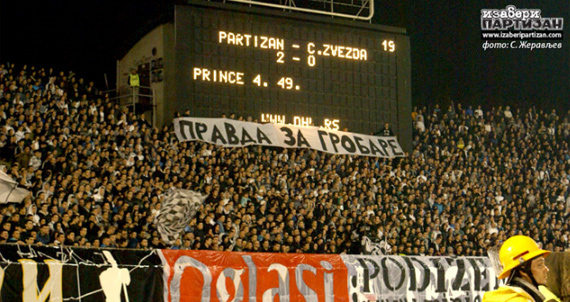 изабери
ПАРТИЗАН
www.izaberipartizan.com
фото: С. Жерављев
PARTIZAN - C.ZVEZDA 19
2 - 0
PRINCE 4. 49.
ПРАВДА ЗА ГРОБАРЕ
Oglasi
PODIZE